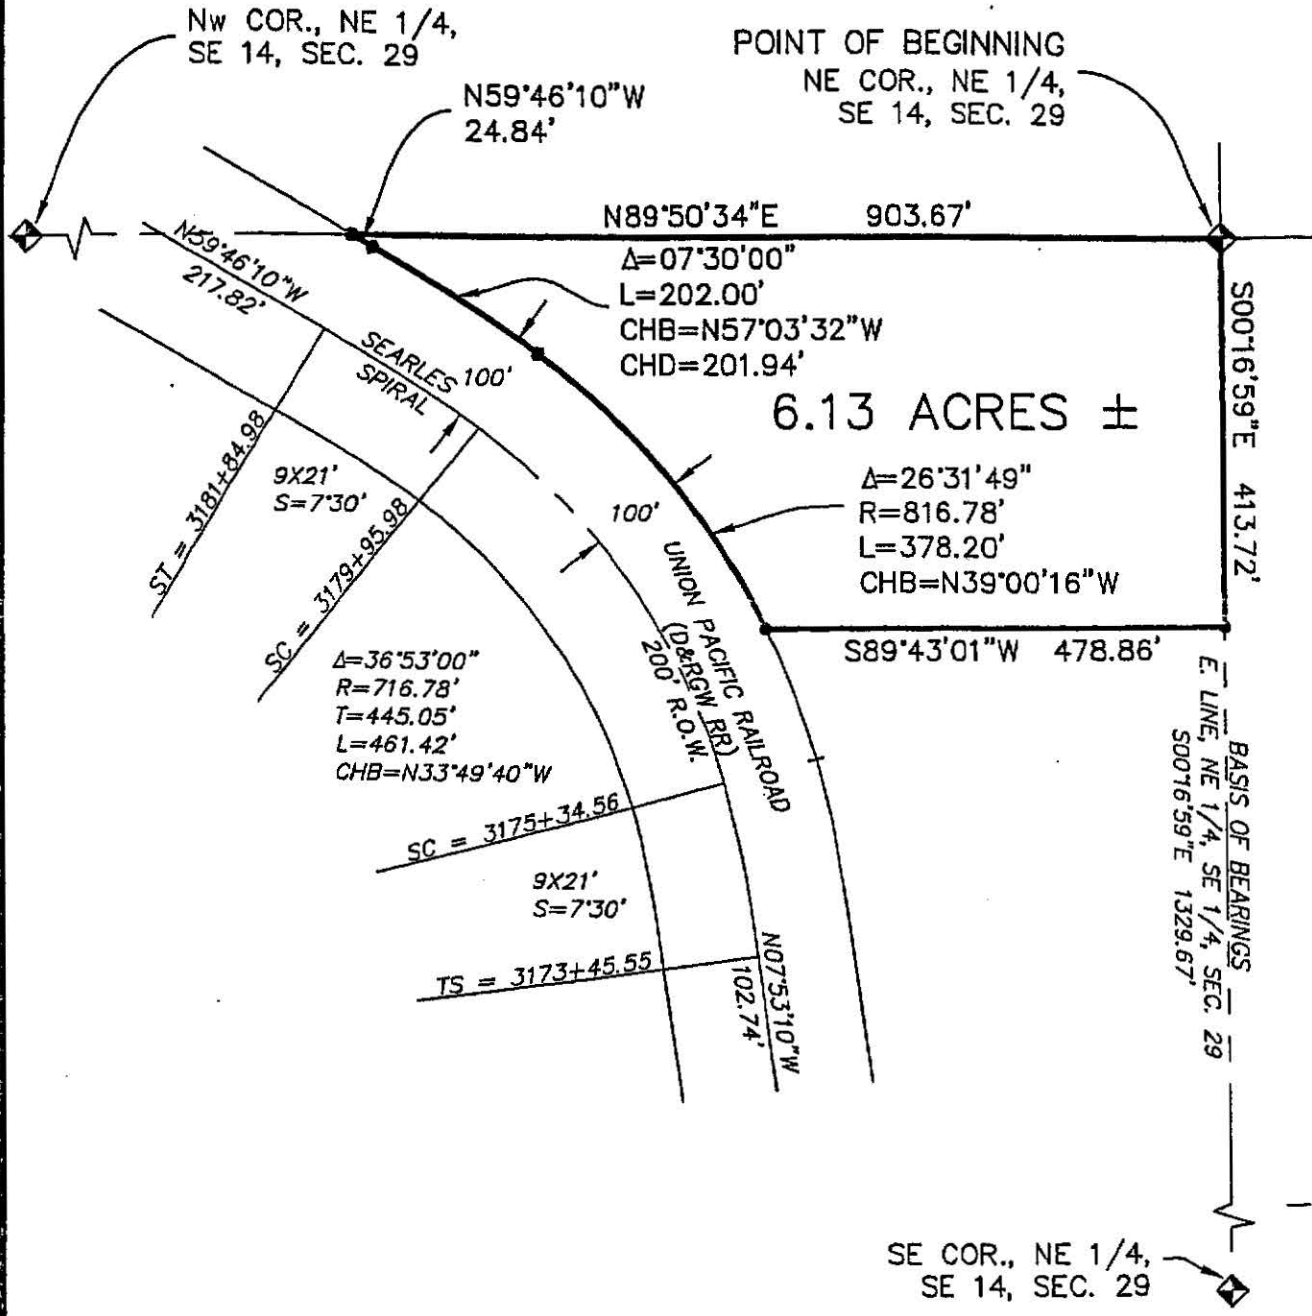 Nw COR., NE 1/4,
SE 14, SEC. 29
POINT OF BEGINNING
NE COR., NE 1/4,
SE 14, SEC. 29
N59°46'10"W
24.84'
N89°50'34"E 903.67'
N59°46'10"W
217.82'
Δ=07°30'00"
L=202.00'
CHB=N57°03'32"W
CHD=201.94'
S00°16'59"E 413.72'
SEARLES
SPIRAL
100'
6.13 ACRES ±
ST = 3181+84.98
9X21'
S=7°30'
SC = 3179+95.98
100'
Δ=26°31'49"
R=816.78'
L=378.20'
CHB=N39°00'16"W
UNION PACIFIC RAILROAD
(D&RGW RR)
200' R.O.W.
S89°43'01"W 478.86'
Δ=36°53'00"
R=716.78'
T=445.05'
L=461.42'
CHB=N33°49'40"W
BASIS OF BEARINGS
E. LINE, NE 1/4, SE 1/4, SEC. 29
S00°16'59"E 1329.67'
SC = 3175+34.56
9X21'
S=7°30'
TS = 3173+45.55
N07°53'10"W
102.74'
SE COR., NE 1/4,
SE 14, SEC. 29